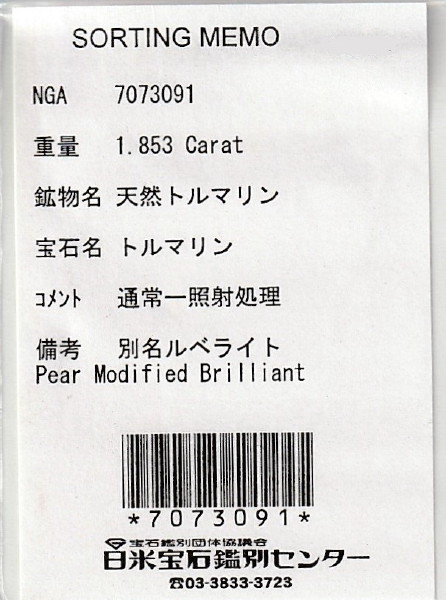 SORTING MEMO
NGA 7073091
重量 1.853 Carat
鉱物名 天然トルマリン
宝石名 トルマリン
コメント 通常一照射処理
備考 別名ルベライト
Pear Modified Brilliant
*7073091*
宝石鑑別団体協議会
日米宝石鑑別センター
☎03-3833-3723